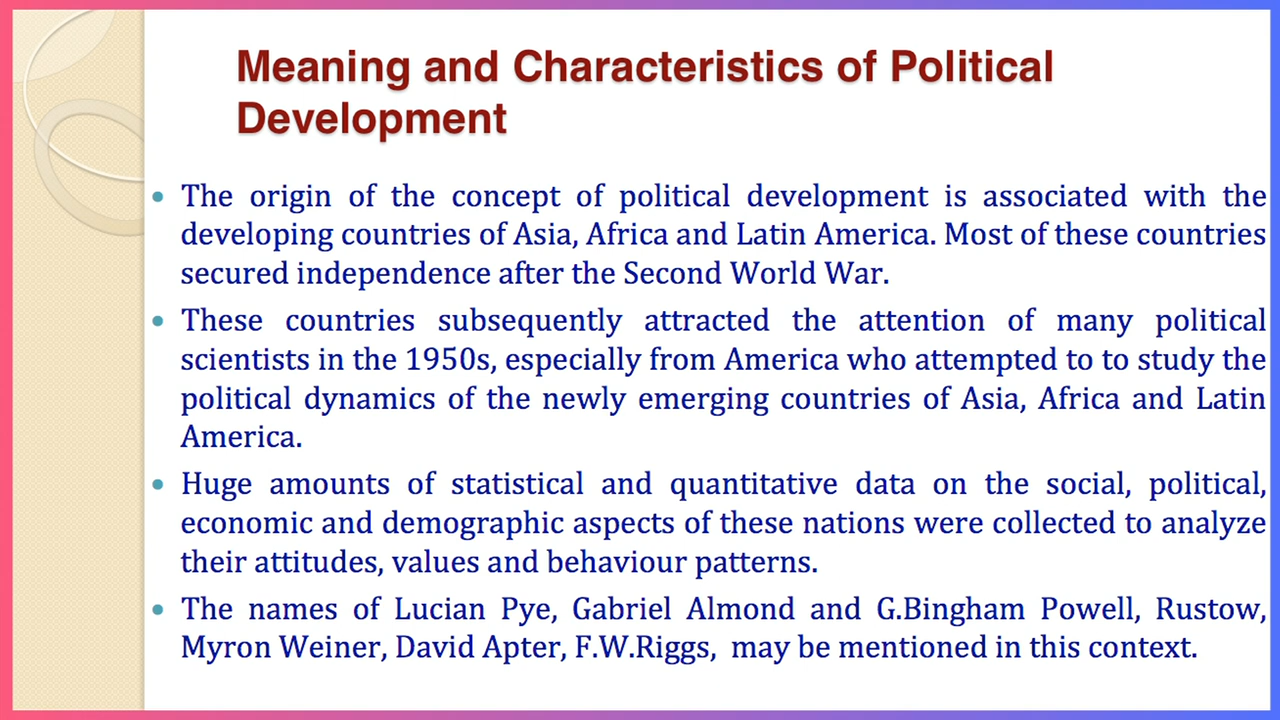 Meaning and Characteristics of Political
Development
• The origin of the concept of political development is associated with the
developing countries of Asia, Africa and Latin America. Most of these countries
secured independence after the Second World War.
• These countries subsequently attracted the attention of many political
scientists in the 1950s, especially from America who attempted to to study the
political dynamics of the newly emerging countries of Asia, Africa and Latin
America.
• Huge amounts of statistical and quantitative data on the social, political,
economic and demographic aspects of these nations were collected to analyze
their attitudes, values and behaviour patterns.
• The names of Lucian Pye, Gabriel Almond and G.Bingham Powell, Rustow,
Myron Weiner, David Apter, F.W.Riggs,  may be mentioned in this context.